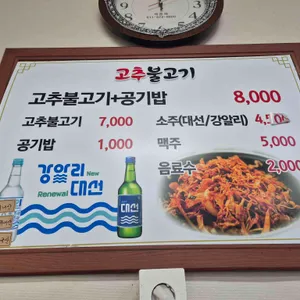 고추불고기
고추불고기+공기밥 8,000
고추불고기 7,000 소주(대선/강알리)
공기밥 1,000 맥주 5,000
음료수 2,000
강알리 New
Renewal 대선
대선